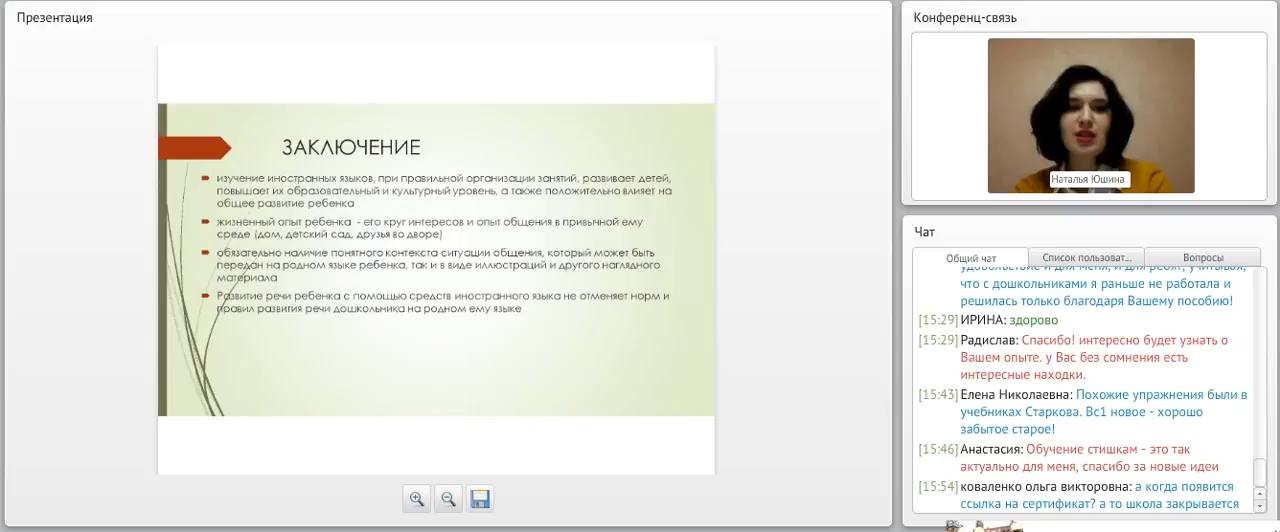 Презентация
ЗАКЛЮЧЕНИЕ
изучение иностранных языков, при правильной организации занятий, развивает детей,
повышает их образовательный и культурный уровень, а также положительно влияет на
общее развитие ребенка
жизненный опыт ребенка - его круг интересов и опыт общения в привычной ему
среде (дом, детский сад, друзья во дворе)
обязательно наличие понятного контекста ситуации общения, который может быть
передан на родном языке ребенка, так и в виде иллюстраций и другого наглядного
материала
Развитие речи ребенка с помощью средств иностранного языка не отменяет норм и
правил развития речи дошкольника на родном ему языке
Конференц-связь
Наталья Юшина
Чат
Общий чат
Список пользоват...
Вопросы
удовольствие и для меня, и для ребят, учитывая,
что с дошкольниками я раньше не работала и
решилась только благодаря Вашему пособию!
[15:29] ИРИНА: здорово
[15:29] Радислав: Спасибо! интересно будет узнать о
Вашем опыте. у Вас без сомнения есть
интересные находки.
[15:43] Елена Николаевна: Похожие упражнения были в
учебниках Старкова. Вс1 новое - хорошо
забытое старое!
[15:46] Анастасия: Обучение стишкам - это так
актуально для меня, спасибо за новые идеи
[15:54] коваленко ольга викторовна: а когда появится
ссылка на сертификат? а то школа закрывается